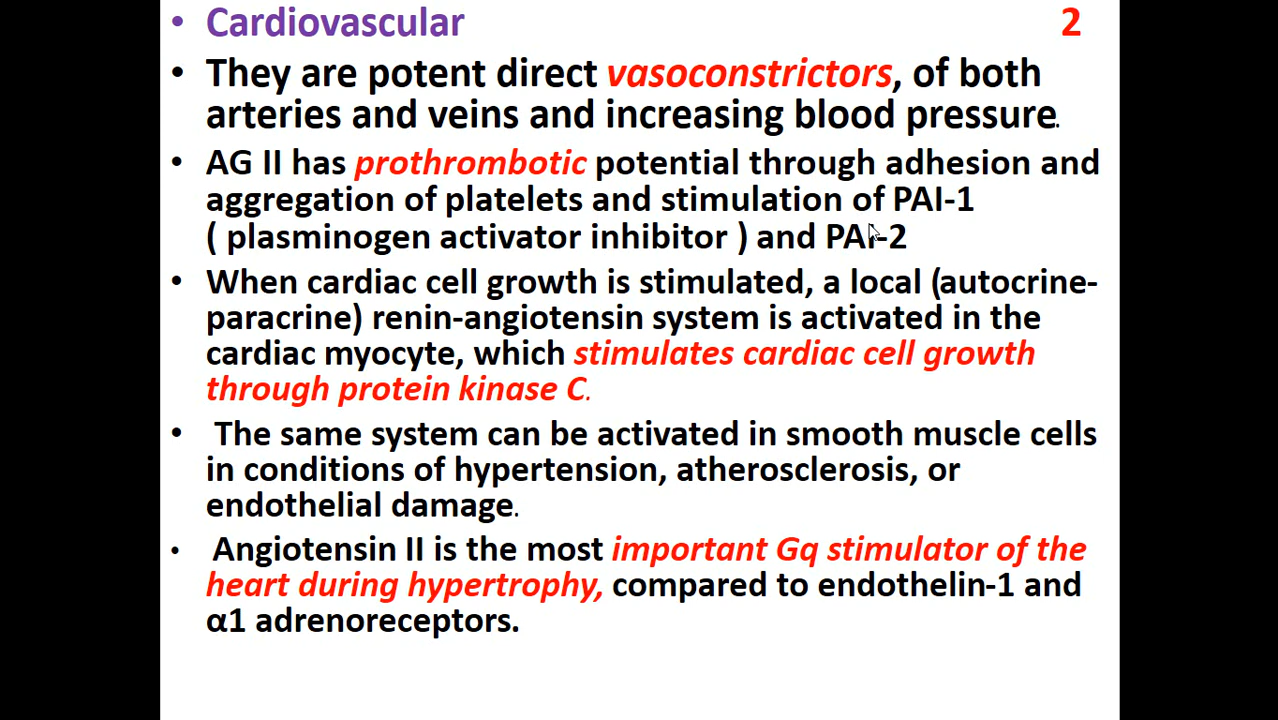 • Cardiovascular 2
• They are potent direct vasoconstrictors, of both
arteries and veins and increasing blood pressure.
• AG II has prothrombotic potential through adhesion and
aggregation of platelets and stimulation of PAI-1
( plasminogen activator inhibitor ) and PAI-2
• When cardiac cell growth is stimulated, a local (autocrine-
paracrine) renin-angiotensin system is activated in the
cardiac myocyte, which stimulates cardiac cell growth
through protein kinase C.
• The same system can be activated in smooth muscle cells
in conditions of hypertension, atherosclerosis, or
endothelial damage.
• Angiotensin II is the most important Gq stimulator of the
heart during hypertrophy, compared to endothelin-1 and
α1 adrenoreceptors.